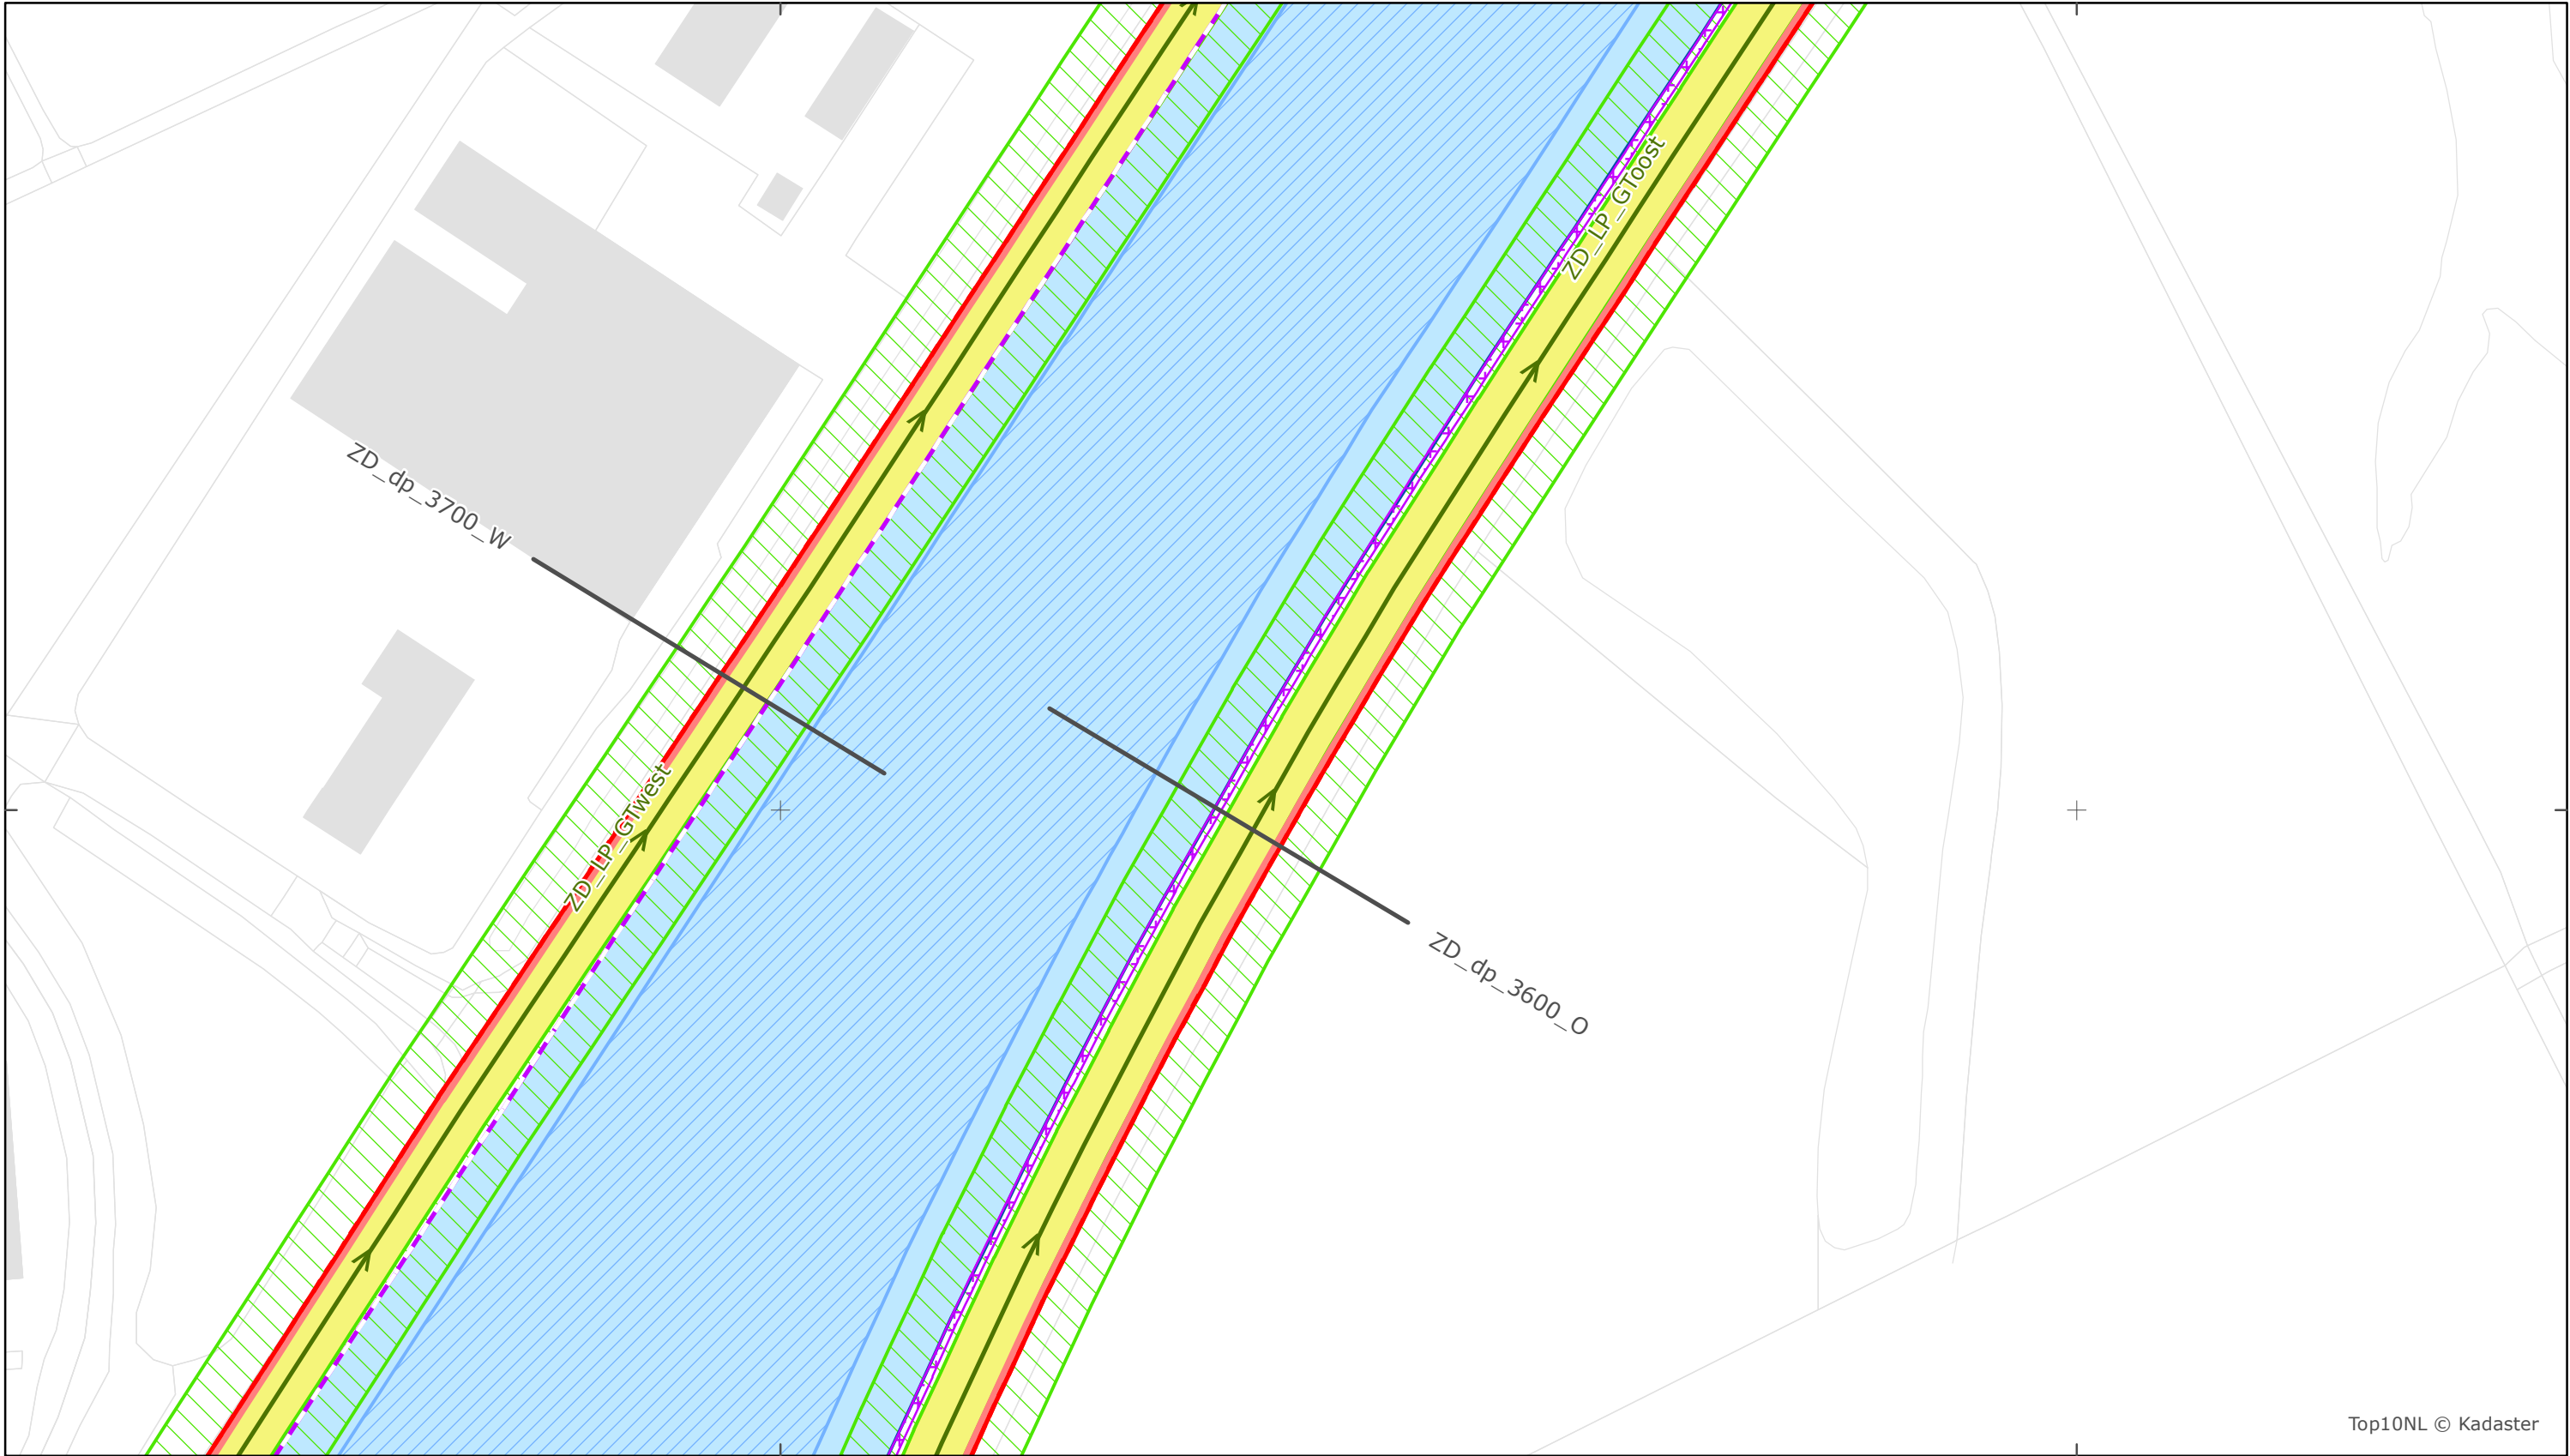 ZD_LP_GToost
ZD_dp_3700_W
ZD_LP_GTwest
ZD_dp_3600_O
Top10NL © Kadaster